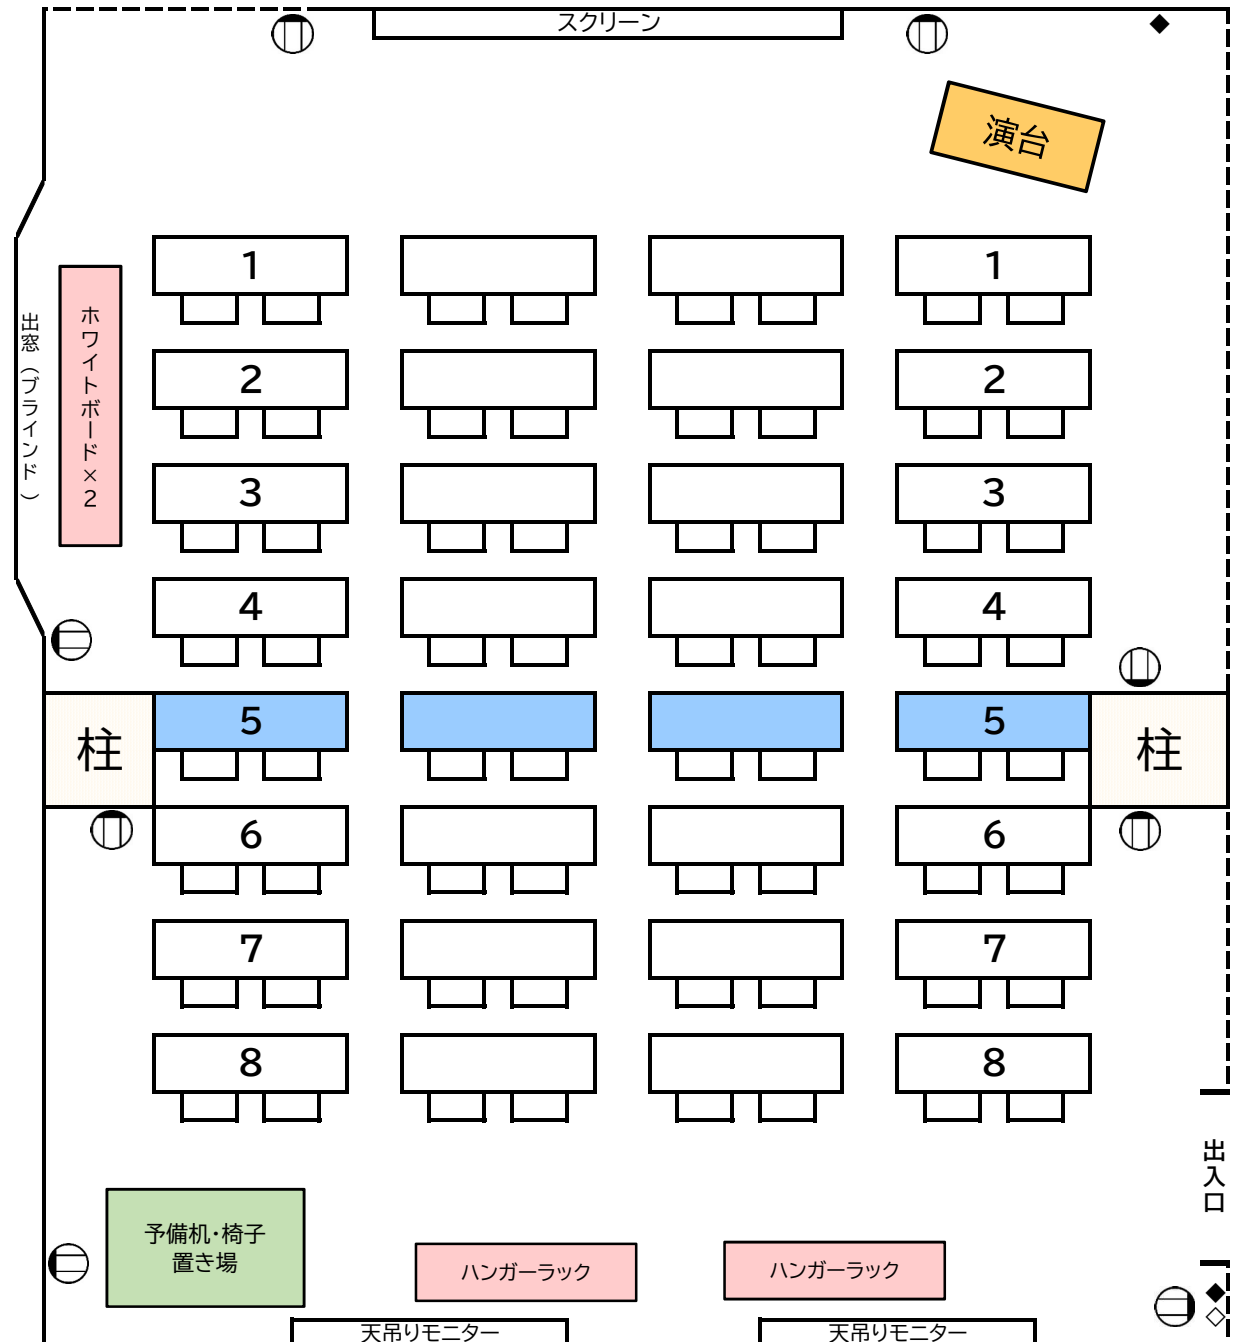 スクリーン
演台
1
1
出窓（ブラインド）
ホワイトボード×2
2
2
3
3
4
4
柱
5
5
柱
6
6
7
7
8
8
出入口
予備机・椅子
置き場
ハンガーラック
ハンガーラック
天吊りモニター
天吊りモニター